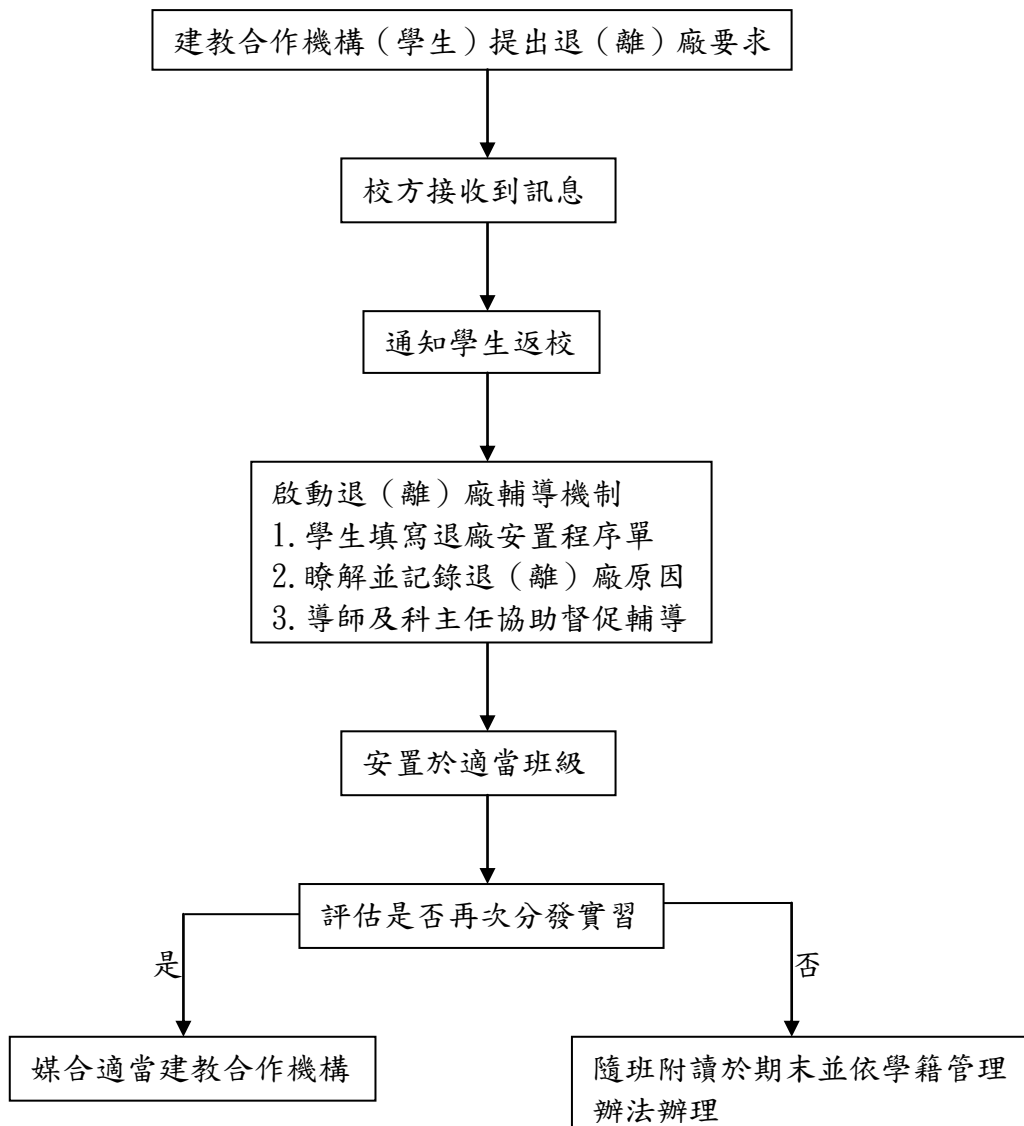 建教合作機構（學生）提出退（離）廠要求
校方接收到訊息
通知學生返校
啟動退（離）廠輔導機制
1.學生填寫退廠安置程序單
2.瞭解並記錄退（離）廠原因
3.導師及科主任協助督促輔導
安置於適當班級
評估是否再次分發實習
是
否
媒合適當建教合作機構
隨班附讀於期末並依學籍管理
辦法辦理